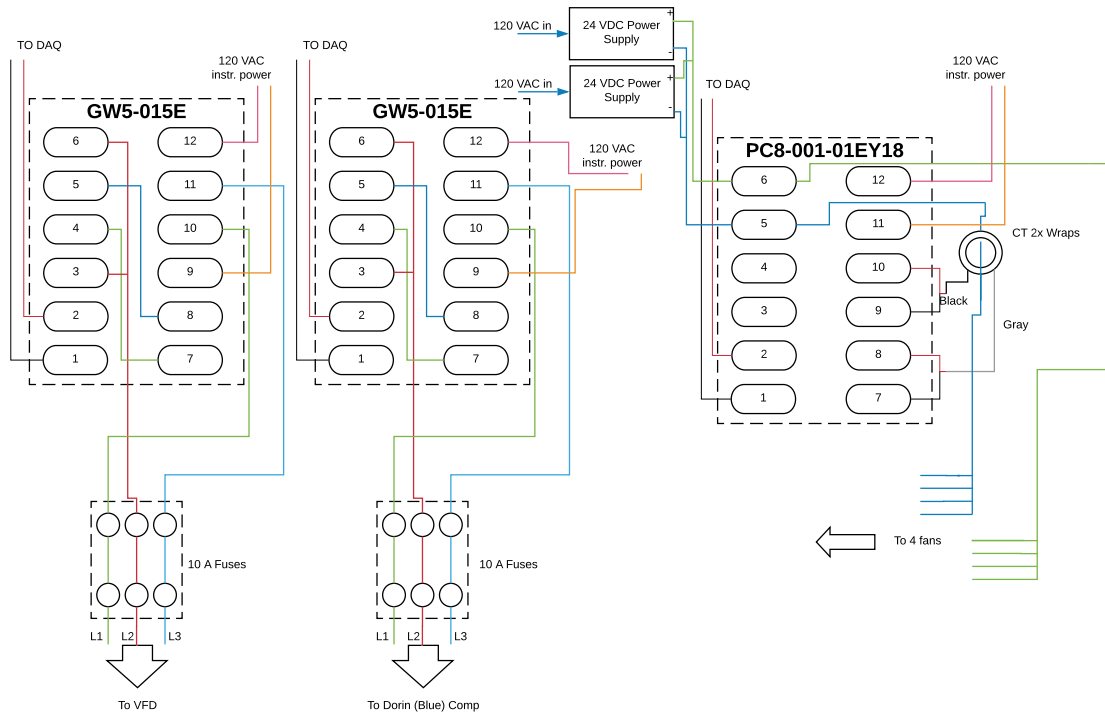 TO DAQ
120 VAC
instr. power
GW5-015E
6
12
5
11
4
10
3
9
2
8
1
7
10 A Fuses
L1
L2
L3
To VFD
TO DAQ
GW5-015E
120 VAC
instr. power
6
12
5
11
4
10
3
9
2
8
1
7
10 A Fuses
L1
L2
L3
To Dorin (Blue) Comp
120 VAC in
24 VDC Power
Supply
+
-
120 VAC in
24 VDC Power
Supply
+
-
TO DAQ
120 VAC
instr. power
PC8-001-01EY18
6
12
5
11
4
10
3
9
2
8
1
7
CT 2x Wraps
Black
Gray
To 4 fans